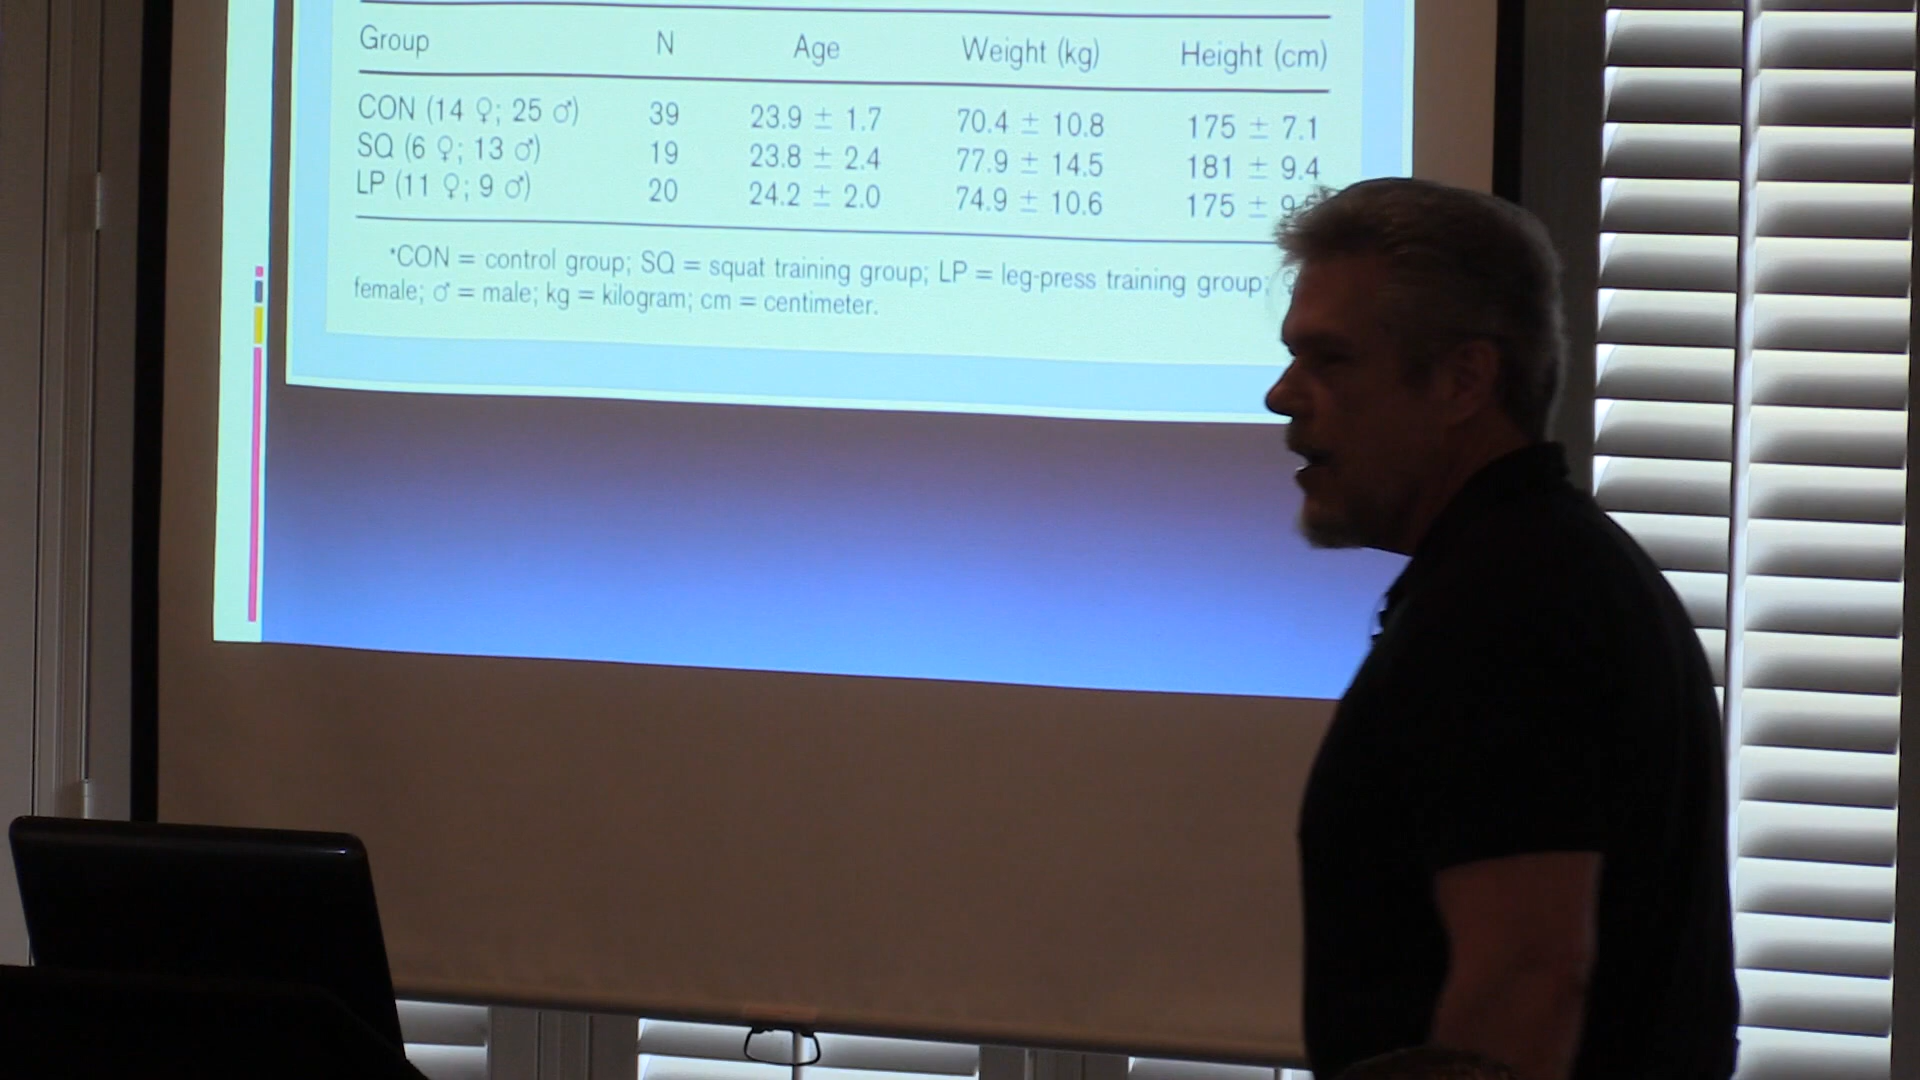 Group N Age Weight (kg) Height (cm)
CON (14 ♀; 25 ♂) 39 23.9 ± 1.7 70.4 ± 10.8 175 ± 7.1
SQ (6 ♀; 13 ♂) 19 23.8 ± 2.4 77.9 ± 14.5 181 ± 9.4
LP (11 ♀; 9 ♂) 20 24.2 ± 2.0 74.9 ± 10.6 175 ±
*CON = control group; SQ = squat training group; LP = leg-press training group;
female; ♂ = male; kg = kilogram; cm = centimeter.